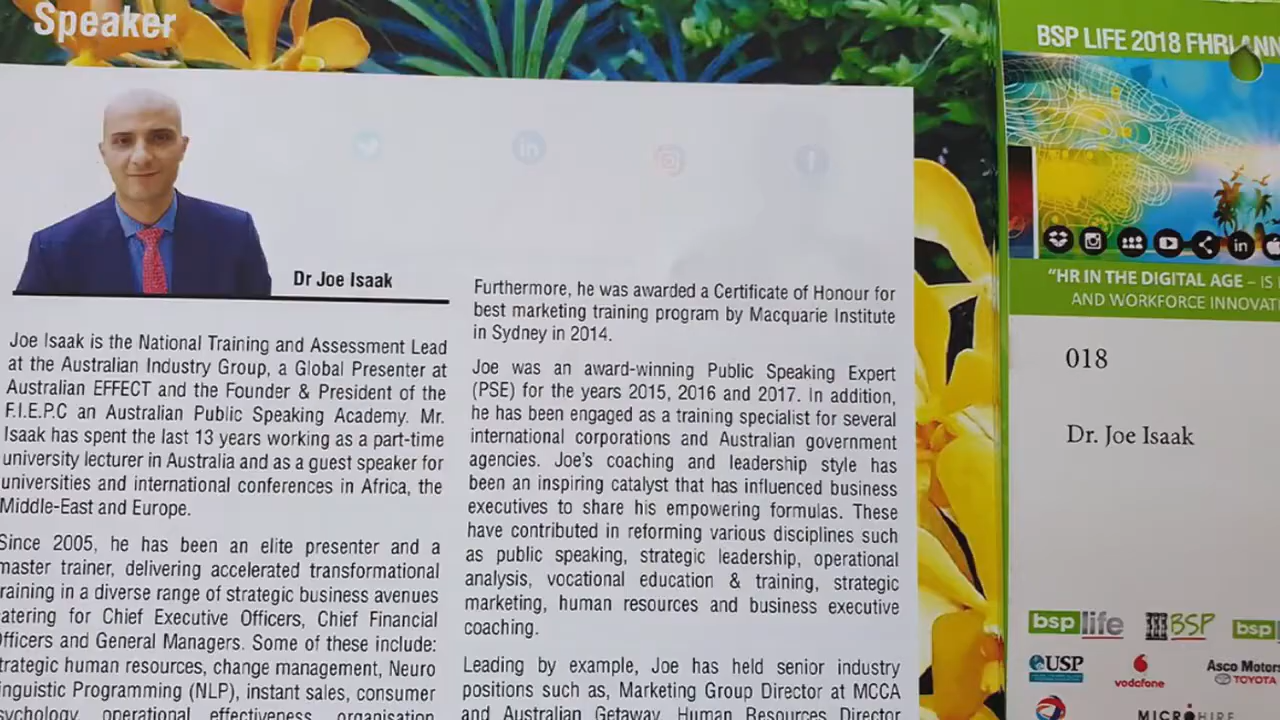 Speaker
Dr Joe Isaak
Joe Isaak is the National Training and Assessment Lead
at the Australian Industry Group, a Global Presenter at
Australian EFFECT and the Founder & President of the
F.I.E.P.C an Australian Public Speaking Academy. Mr.
Isaak has spent the last 13 years working as a part-time
university lecturer in Australia and as a guest speaker for
universities and international conferences in Africa, the
Middle-East and Europe.
Since 2005, he has been an elite presenter and a
master trainer, delivering accelerated transformational
raining in a diverse range of strategic business avenues
atering for Chief Executive Officers, Chief Financial
fficers and General Managers. Some of these include:
trategic human resources, change management, Neuro
inguistic Programming (NLP), instant sales, consumer
sychology, operational effectiveness, organisation
Furthermore, he was awarded a Certificate of Honour for
best marketing training program by Macquarie Institute
in Sydney in 2014.
Joe was an award-winning Public Speaking Expert
(PSE) for the years 2015, 2016 and 2017. In addition,
he has been engaged as a training specialist for several
international corporations and Australian government
agencies. Joe's coaching and leadership style has
been an inspiring catalyst that has influenced business
executives to share his empowering formulas. These
have contributed in reforming various disciplines such
as public speaking, strategic leadership, operational
analysis, vocational education & training, strategic
marketing, human resources and business executive
coaching.
Leading by example, Joe has held senior industry
positions such as, Marketing Group Director at MCCA
and Australian Getaway, Human Resources Director
BSP LIFE 2018 FHRI ANN
"HR IN THE DIGITAL AGE – IS
AND WORKFORCE INNOVAT
018
Dr. Joe Isaak
bsp life BSP bsp
USP vodafone Asco Motors
TOYOTA
MICROHIRE